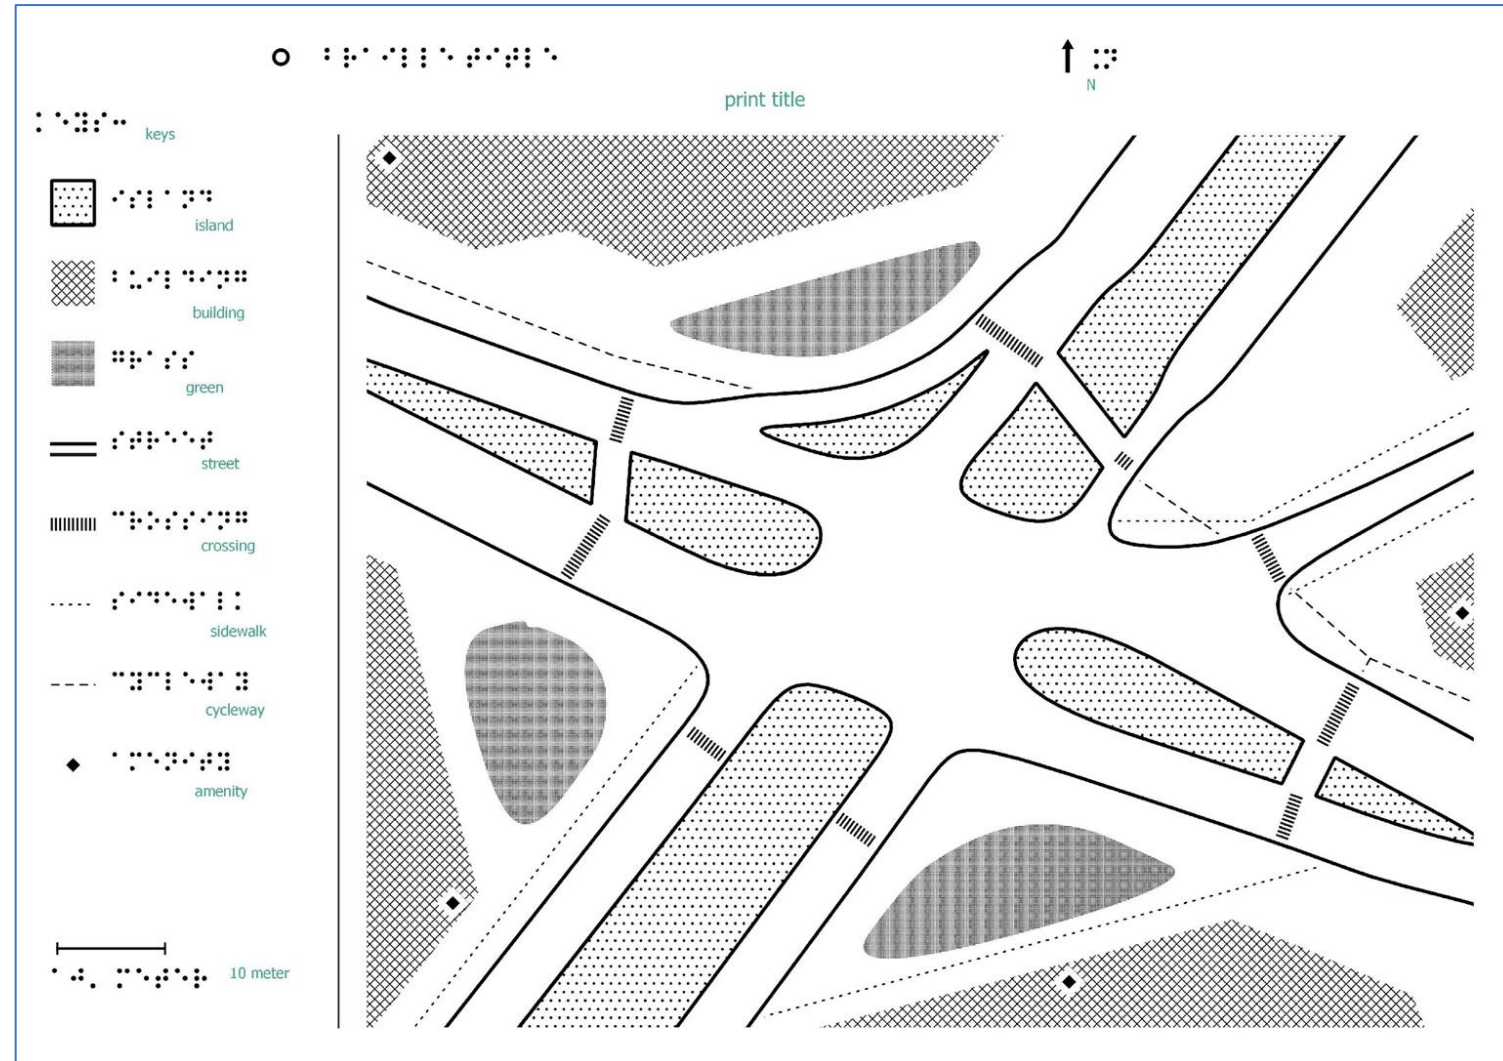 ⠃⠗⠁⠊⠇⠇⠑ ⠞⠊⠞⠇⠑
N
print title
⠅⠑⠽⠎⠒
keys
⠊⠎⠇⠁⠝⠙
island
⠃⠥⠊⠇⠙⠊⠝⠛
building
⠛⠗⠁⠎⠎
green
⠎⠞⠗⠑⠑⠞
street
⠉⠗⠕⠎⠎⠊⠝⠛
crossing
⠎⠊⠙⠑⠺⠁⠇⠅
sidewalk
⠉⠽⠉⠇⠑⠺⠁⠽
cycleway
⠁⠍⠑⠝⠊⠞⠽
amenity
⠍⠑⠞⠑⠗ 10 meter